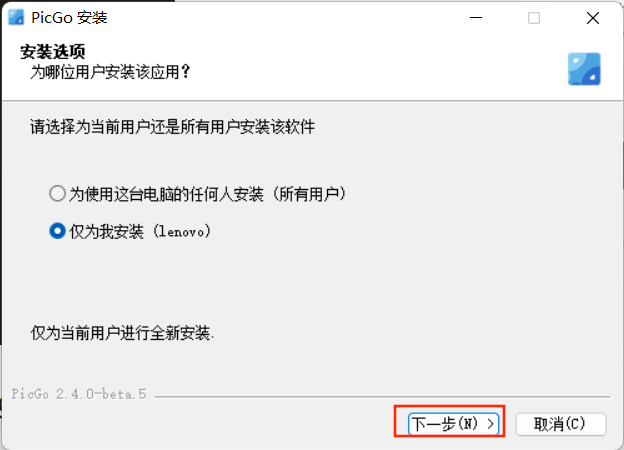 PicGo 安装
安装选项
为哪位用户安装该应用？
请选择为当前用户还是所有用户安装该软件
为使用这台电脑的任何人安装（所有用户）
仅为我安装（lenovo）
仅为当前用户进行全新安装.
PicGo 2.4.0-beta.5
下一步(N) > 取消(C)